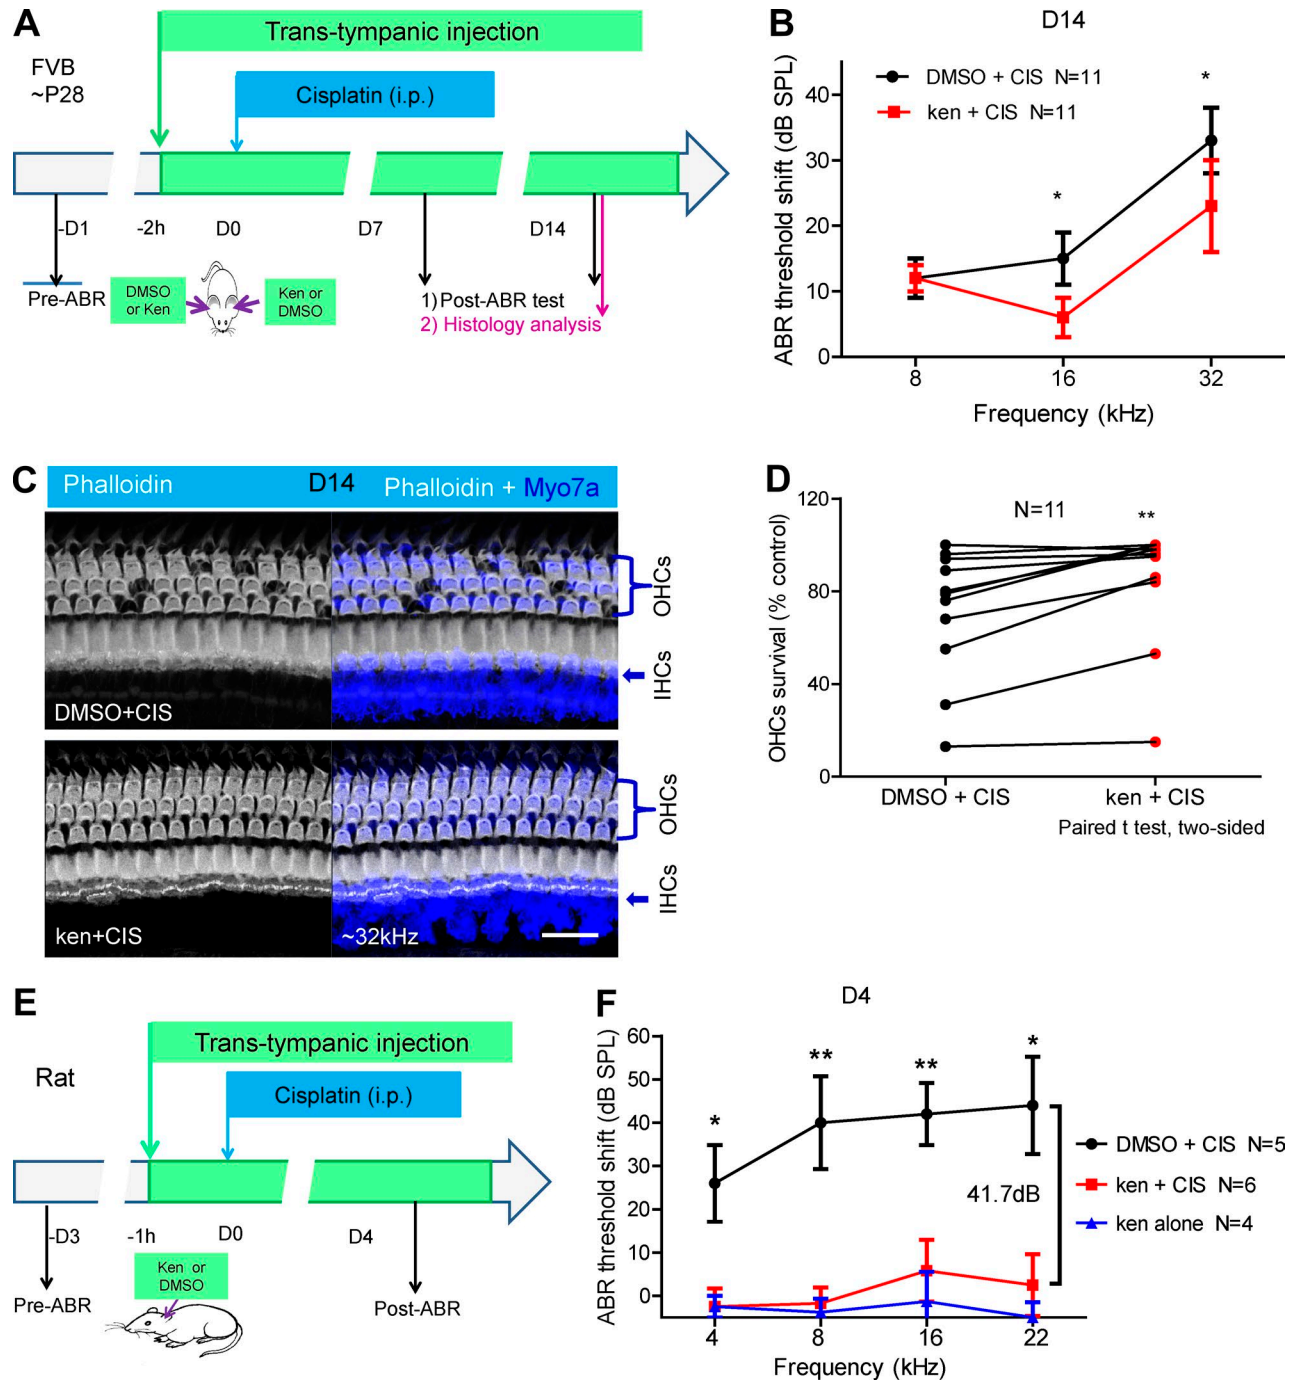 A
Trans-tympanic injection
FVB
~P28
Cisplatin (i.p.)
-D1
-2h
D0
D7
D14
Pre-ABR
DMSO
or Ken
Ken or
DMSO
1) Post-ABR test
2) Histology analysis
B
D14
DMSO + CIS N=11
ken + CIS N=11
ABR threshold shift (dB SPL)
40
30
20
10
0
*
*
8
16
32
Frequency (kHz)
C
Phalloidin
D14
Phalloidin + Myo7a
OHCs
IHCs
DMSO+CIS
OHCs
IHCs
ken+CIS
~32kHz
D
N=11
**
OHCs survival (% control)
120
80
40
0
DMSO + CIS
ken + CIS
Paired t test, two-sided
E
Trans-tympanic injection
Rat
Cisplatin (i.p.)
-D3
-1h
D0
D4
Ken or
DMSO
Pre-ABR
Post-ABR
F
D4
ABR threshold shift (dB SPL)
60
50
40
30
20
10
0
*
**
**
*
41.7dB
DMSO + CIS N=5
ken + CIS N=6
ken alone N=4
4
8
16
22
Frequency (kHz)